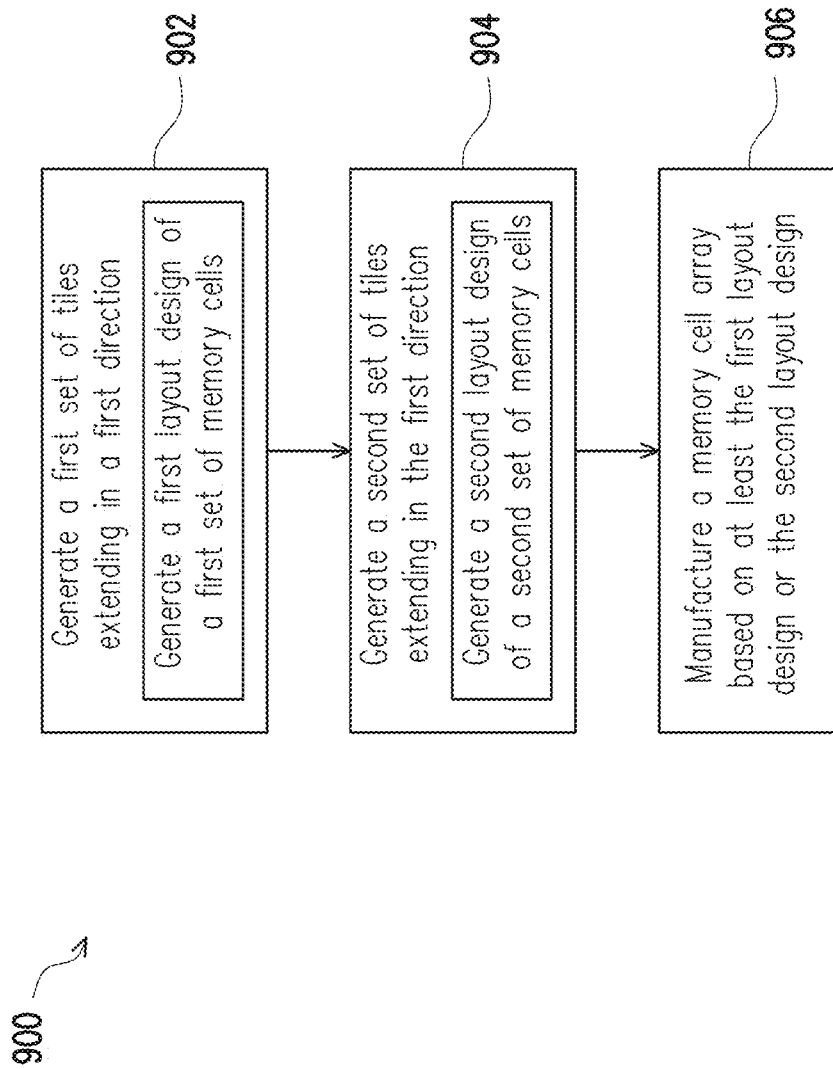 900
Generate a first set of tiles
extending in a first direction
Generate a first layout design of
a first set of memory cells
902
Generate a second set of tiles
extending in the first direction
Generate a second layout design
of a second set of memory cells
904
Manufacture a memory cell array
based on at least the first layout
design or the second layout design
906